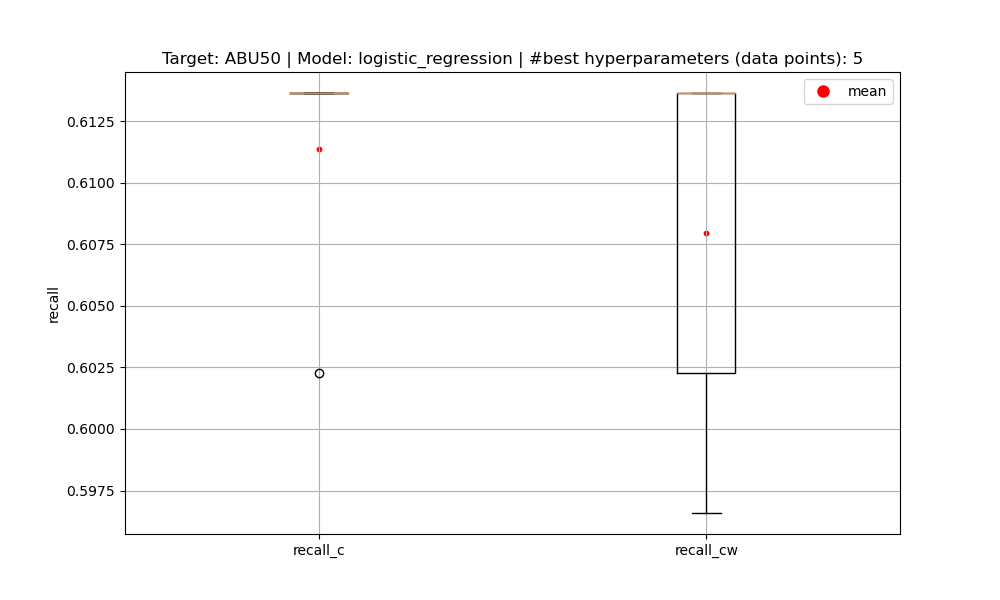 Target: ABU50 | Model: logistic_regression | #best hyperparameters (data points): 5
mean
0.6125
0.6100
0.6075
0.6050
0.6025
0.6000
0.5975
recall
recall_c
recall_cw